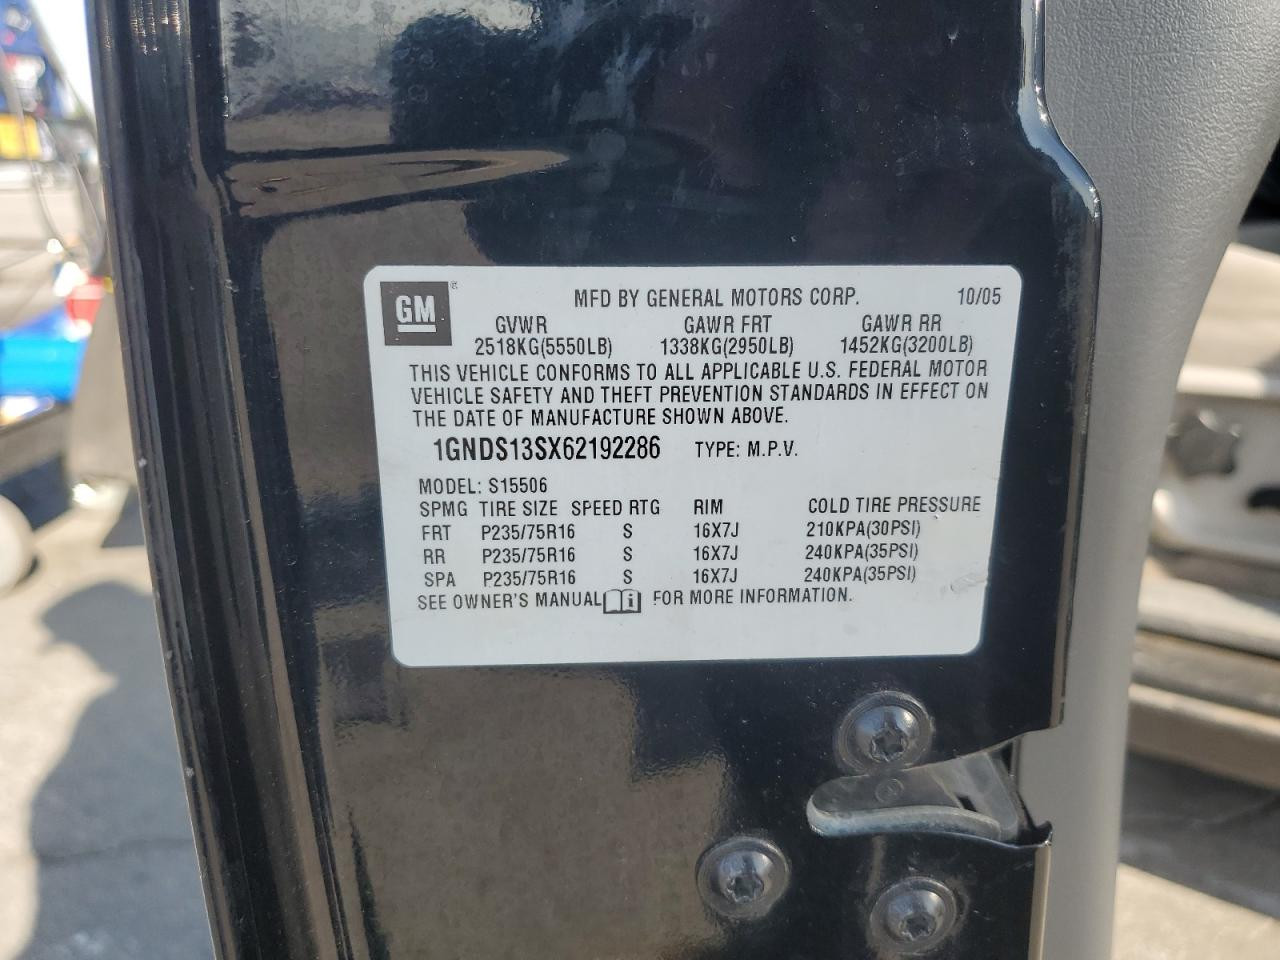 GM ® MFD BY GENERAL MOTORS CORP. 10/05
GVWR GAWR FRT GAWR RR
2518KG(5550LB) 1338KG(2950LB) 1452KG(3200LB)
THIS VEHICLE CONFORMS TO ALL APPLICABLE U.S. FEDERAL MOTOR
VEHICLE SAFETY AND THEFT PREVENTION STANDARDS IN EFFECT ON
THE DATE OF MANUFACTURE SHOWN ABOVE.
1GNDS13SX62192286 TYPE: M.P.V.
MODEL: S15506
SPMG TIRE SIZE SPEED RTG RIM COLD TIRE PRESSURE
FRT P235/75R16 S 16X7J 210KPA(30PSI)
RR P235/75R16 S 16X7J 240KPA(35PSI)
SPA P235/75R16 S 16X7J 240KPA(35PSI)
SEE OWNER'S MANUAL i FOR MORE INFORMATION.